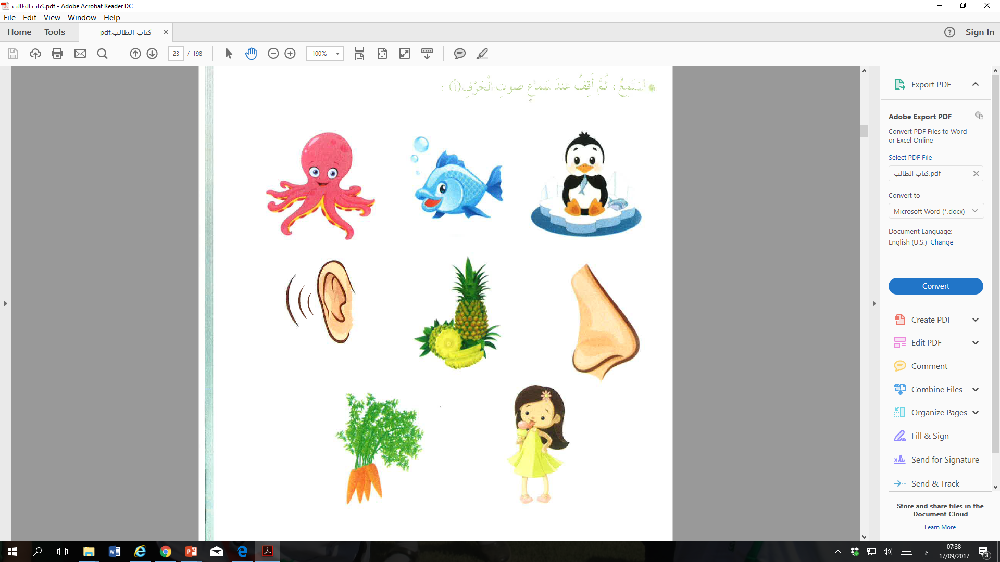 كتاب الطالب.pdf - Adobe Acrobat Reader DC
File Edit View Window Help
Home Tools كتاب الطالب.pdf Sign In
23 / 198 100%
أَسْتَمِعُ ، ثُمَّ أَقِفُ عندَ سَماعِ صوتِ الْحَرْفِ (أ) :
Export PDF
Adobe Export PDF
Convert PDF Files to Word
or Excel Online
Select PDF File
كتاب الطالب.pdf
Convert to
Microsoft Word (*.docx)
Document Language:
English (U.S.) Change
Convert
Create PDF
Edit PDF
Comment
Combine Files
Organize Pages
Fill & Sign
Send for Signature
Send & Track
Store and share files in the
Document Cloud
Learn More
ع
07:38
17/09/2017
3